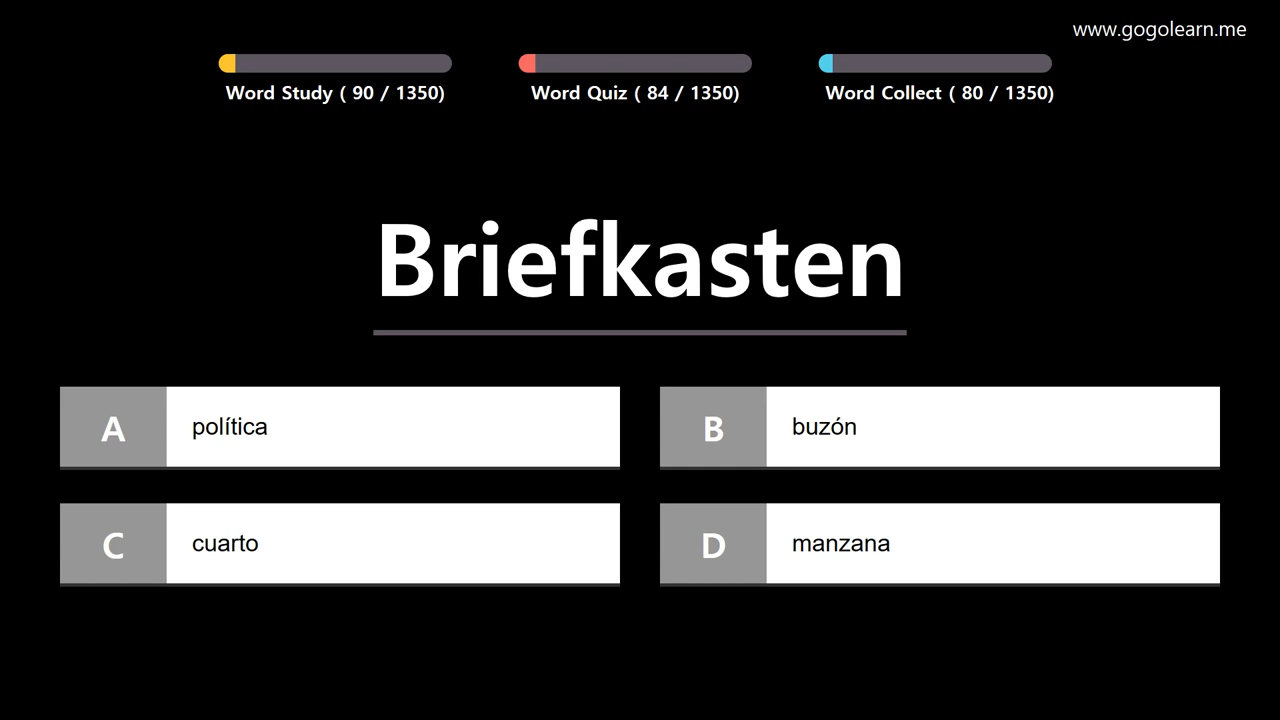 www.gogolearn.me
Word Study ( 90 / 1350)
Word Quiz ( 84 / 1350)
Word Collect ( 80 / 1350)
Briefkasten
A política
B buzón
C cuarto
D manzana